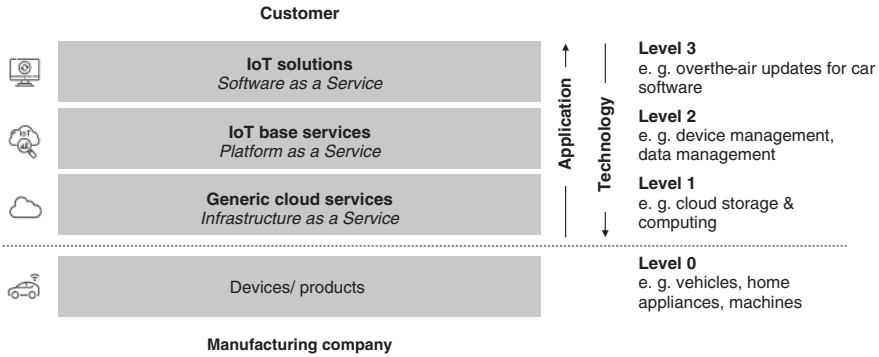 Customer
IoT solutions
Software as a Service
Level 3
e. g. over-the-air updates for car
software
IoT
IoT base services
Platform as a Service
Level 2
e. g. device management,
data management
Generic cloud services
Infrastructure as a Service
Level 1
e. g. cloud storage &
computing
Application
Technology
Devices/ products
Level 0
e. g. vehicles, home
appliances, machines
Manufacturing company